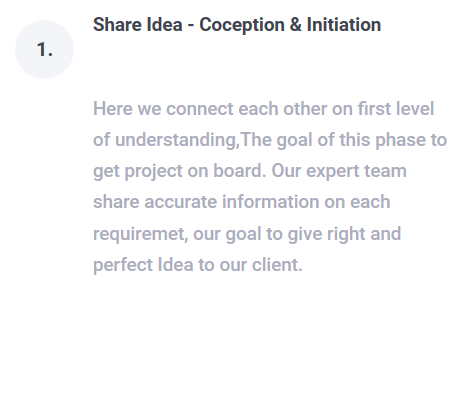 Share Idea - Coception & Initiation
1.
Here we connect each other on first level
of understanding,The goal of this phase to
get project on board. Our expert team
share accurate information on each
requiremet, our goal to give right and
perfect Idea to our client.